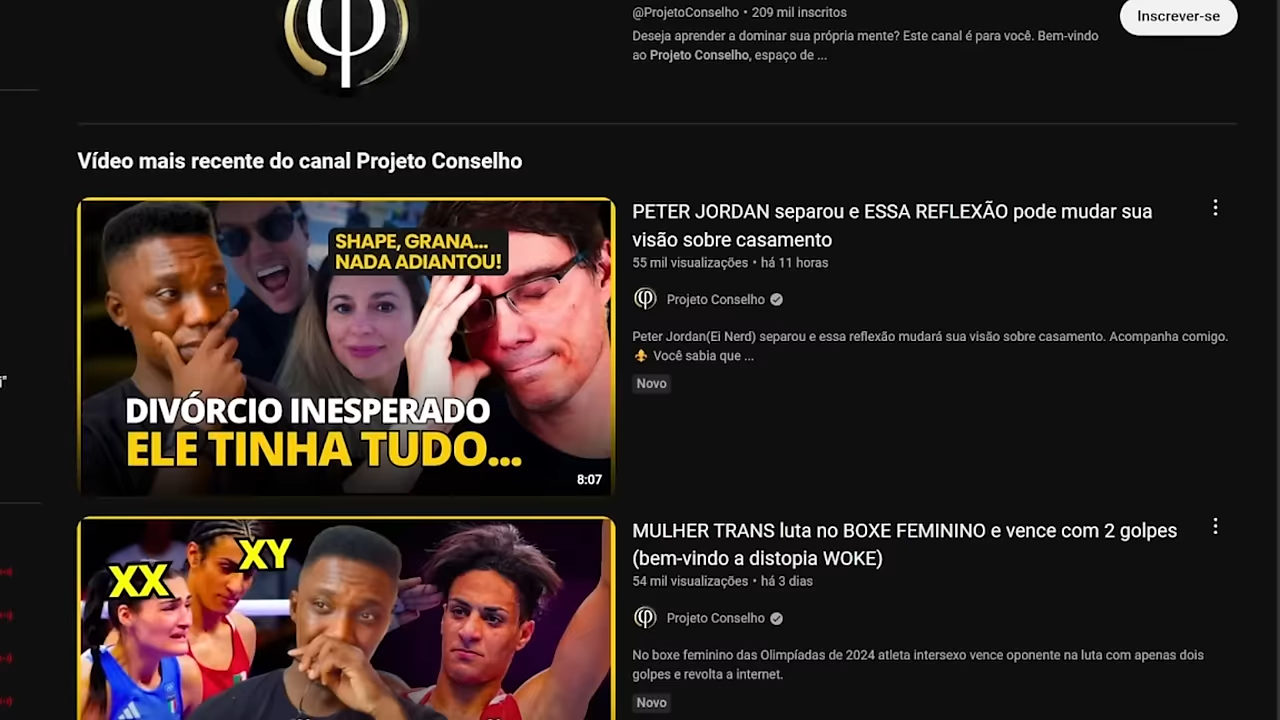 @ProjetoConselho • 209 mil inscritos
Inscrever-se
Deseja aprender a dominar sua própria mente? Este canal é para você. Bem-vindo
ao Projeto Conselho, espaço de ...
Vídeo mais recente do canal Projeto Conselho
SHAPE, GRANA...
NADA ADIANTOU!
DIVÓRCIO INESPERADO
ELE TINHA TUDO...
8:07
PETER JORDAN separou e ESSA REFLEXÃO pode mudar sua
visão sobre casamento
55 mil visualizações • há 11 horas
Projeto Conselho
Peter Jordan(Ei Nerd) separou e essa reflexão mudará sua visão sobre casamento. Acompanha comigo.
⚜️ Você sabia que ...
Novo
XX
XY
MULHER TRANS luta no BOXE FEMININO e vence com 2 golpes
(bem-vindo a distopia WOKE)
54 mil visualizações • há 3 dias
Projeto Conselho
No boxe feminino das Olimpíadas de 2024 atleta intersexo vence oponente na luta com apenas dois
golpes e revolta a internet.
Novo